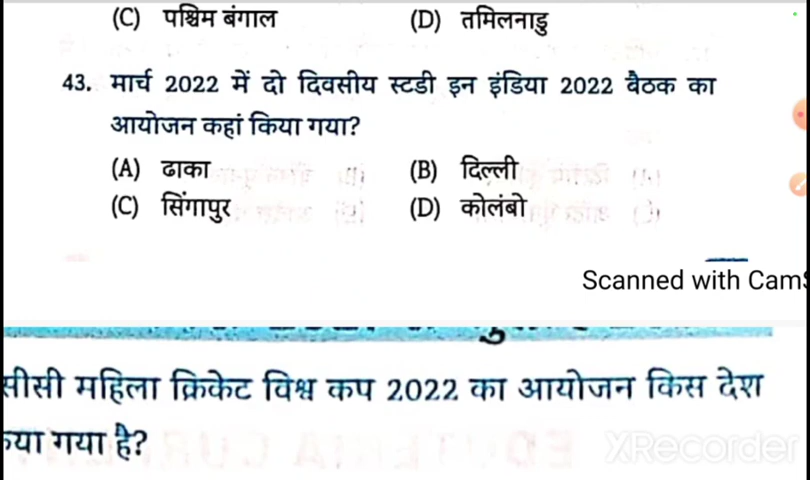 (C) पश्चिम बंगाल (D) तमिलनाडु
43. मार्च 2022 में दो दिवसीय स्टडी इन इंडिया 2022 बैठक का
आयोजन कहां किया गया?
(A) ढाका (B) दिल्ली
(C) सिंगापुर (D) कोलंबो
Scanned with Cam
सीसी महिला क्रिकेट विश्व कप 2022 का आयोजन किस देश
गया है?
XRecorder